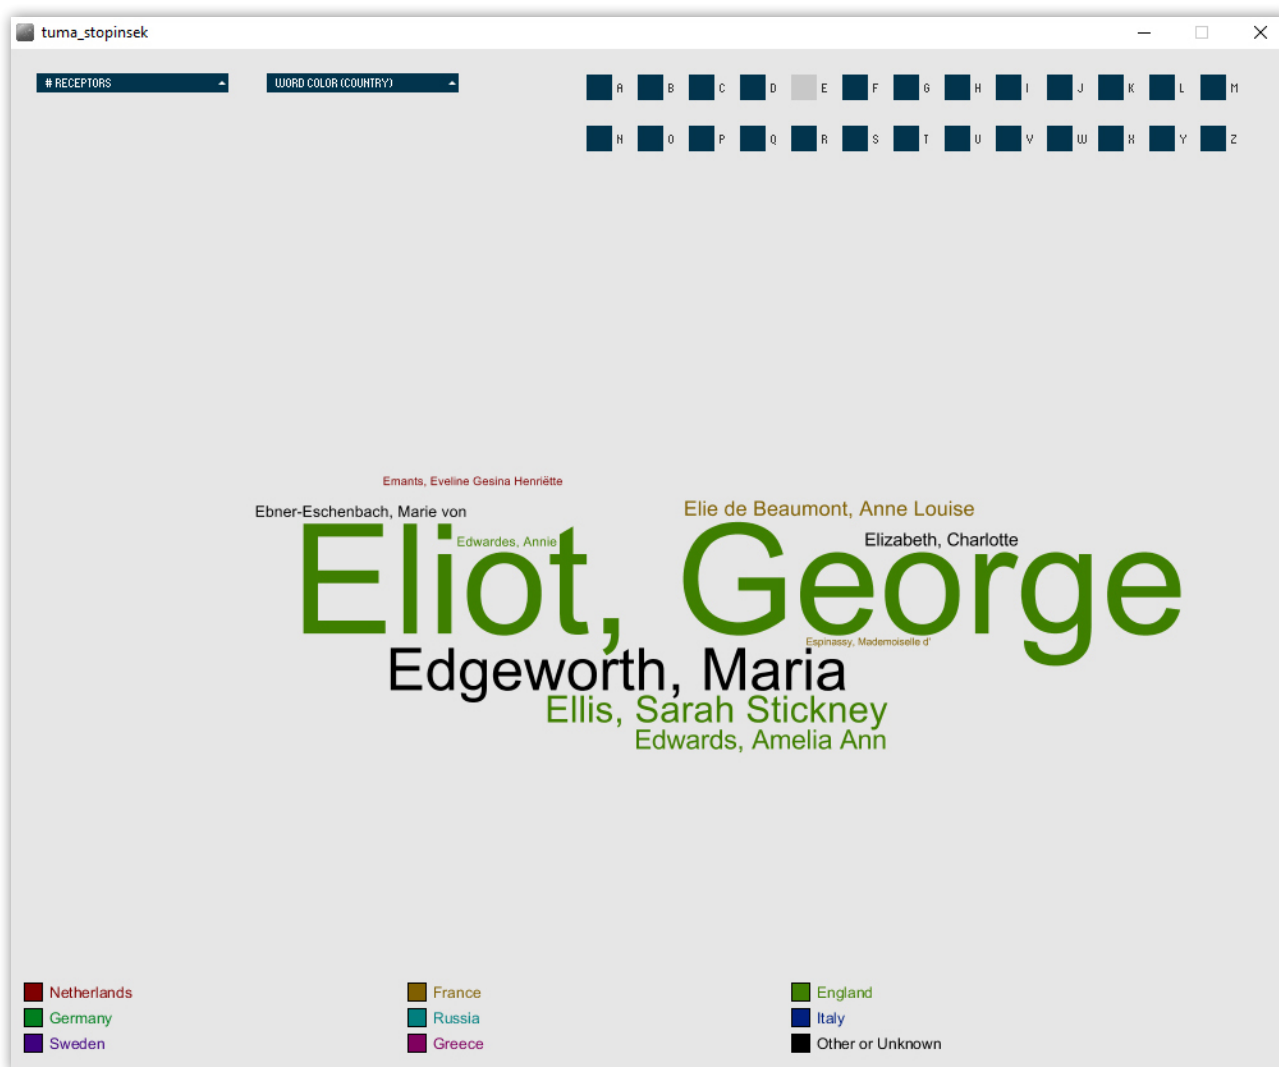 tuma_stopinsek
# RECEPTORS
WORD COLOR (COUNTRY)
A B C D E F G H I J K L M
N O P Q R S T U V W X Y Z
Emants, Eveline Gesina Henriëtte
Ebner-Eschenbach, Marie von
Elie de Beaumont, Anne Louise
Edwardes, Annie
Elizabeth, Charlotte
Eliot, George
Espinassy, Mademoiselle d'
Edgeworth, Maria
Ellis, Sarah Stickney
Edwards, Amelia Ann
Netherlands
Germany
Sweden
France
Russia
Greece
England
Italy
Other or Unknown